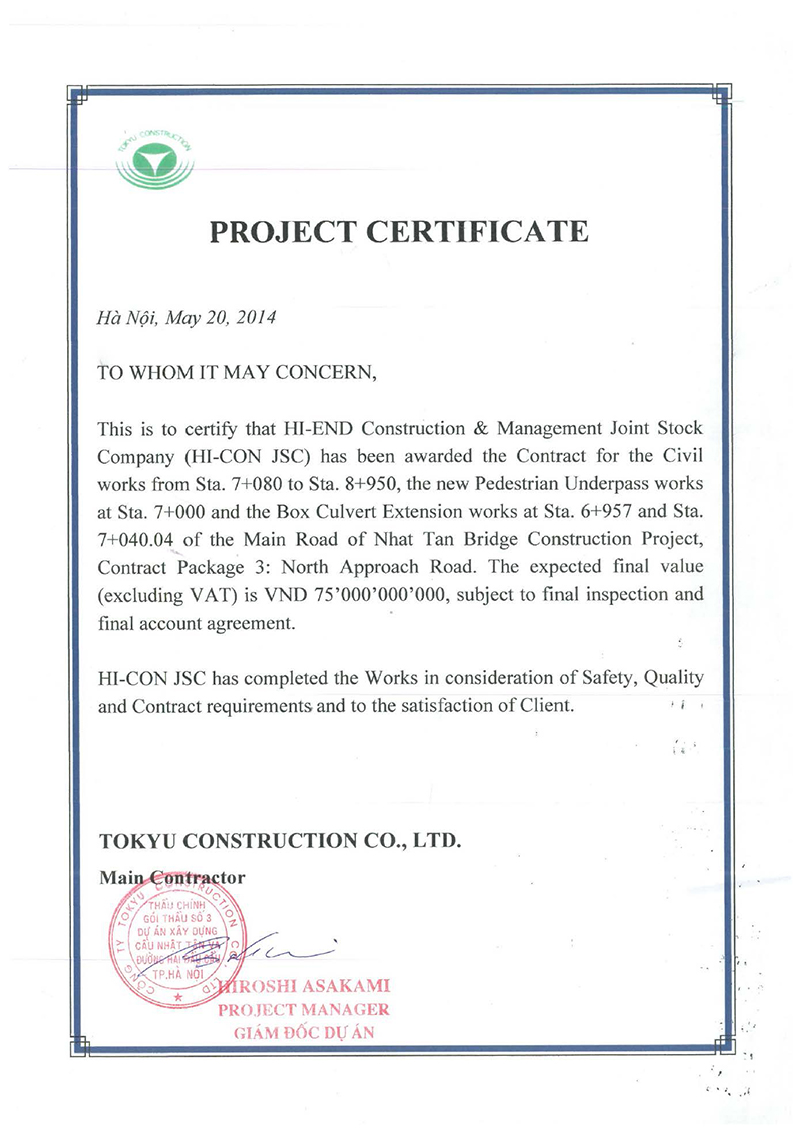 TOKYU CONSTRUCTION
PROJECT CERTIFICATE
Hà Nội, May 20, 2014
TO WHOM IT MAY CONCERN,
This is to certify that HI-END Construction & Management Joint Stock
Company (HI-CON JSC) has been awarded the Contract for the Civil
works from Sta. 7+080 to Sta. 8+950, the new Pedestrian Underpass works
at Sta. 7+000 and the Box Culvert Extension works at Sta. 6+957 and Sta.
7+040.04 of the Main Road of Nhat Tan Bridge Construction Project,
Contract Package 3: North Approach Road. The expected final value
(excluding VAT) is VND 75’000’000’000, subject to final inspection and
final account agreement.
HI-CON JSC has completed the Works in consideration of Safety, Quality
and Contract requirements and to the satisfaction of Client.
TOKYU CONSTRUCTION CO., LTD.
Main Contractor
CÔNG TY TOKYU CONSTRUCTION CO., LTD
THẦU CHÍNH
GÓI THẦU SỐ 3
DỰ ÁN XÂY DỰNG
CẦU NHẬT TÂN VÀ
ĐƯỜNG HAI ĐẦU CẦU
TP.HÀ NỘI
HIROSHI ASAKAMI
PROJECT MANAGER
GIÁM ĐỐC DỰ ÁN